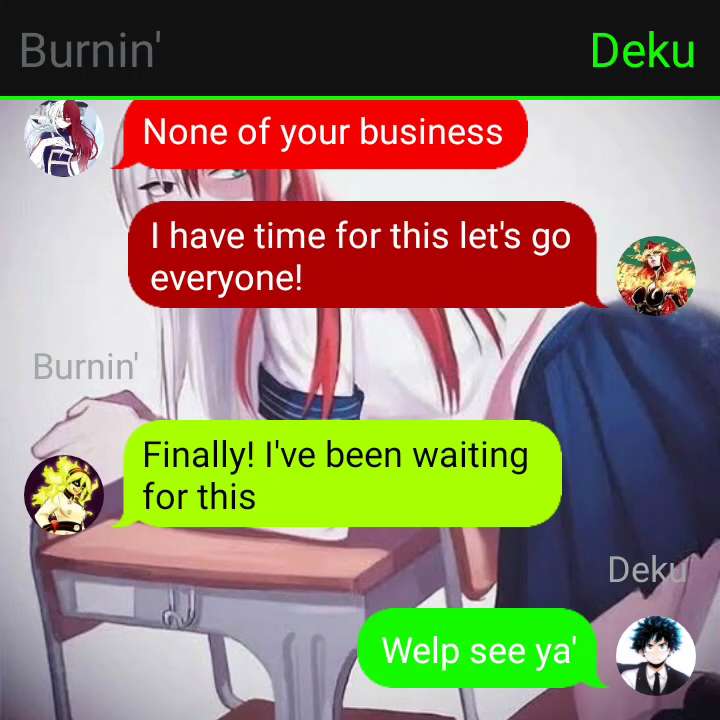 Burnin'
Deku
None of your business
I have time for this let's go
everyone!
Burnin'
Finally! I've been waiting
for this
Deku
Welp see ya'